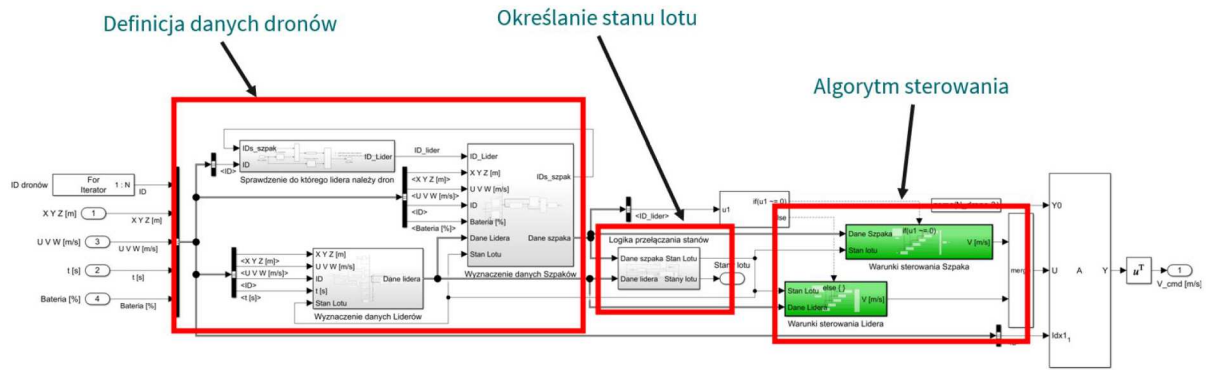 Definicja danych dronów
Określanie stanu lotu
Algorytm sterowania
ID dronów
For
Iterator
1 : N
ID
X Y Z [m]
1
X Y Z [m]
U V W [m/s]
3
U V W [m/s]
t [s]
2
t [s]
Bateria [%]
4
Bateria [%]
<ID>
IDs_szpak
ID
ID_Lider
Sprawdzenie do którego lidera należy dron
ID_lider
<X Y Z [m]>
<U V W [m/s]>
<ID>
<Bateria [%]>
ID_Lider
X Y Z [m]
U V W [m/s]
ID
Bateria [%]
Dane Lidera
Stan Lotu
IDs_szpak
Dane szpaka
Wyznaczenie danych Szpaków
<X Y Z [m]>
<U V W [m/s]>
<ID>
<t [s]>
X Y Z [m]
U V W [m/s]
ID
t [s]
Stan Lotu
Dane lidera
Wyznaczenie danych Liderów
<ID_lider>
u1
if(u1 ~= 0)
else
Logika przełączania stanów
Dane szpaka
Stan Lotu
Dane lidera
Stany lotu
Stany lotu
Dane Szpaka
if(u1 ~= 0)
Stan lotu
V [m/s]
Warunki sterowania Szpaka
Stan Lotu
else { }
Dane Lidera
V [m/s]
Warunki sterowania Lidera
Y0
U
A
Y
Idx1
1
uᵀ
1
V_cmd [m/s]